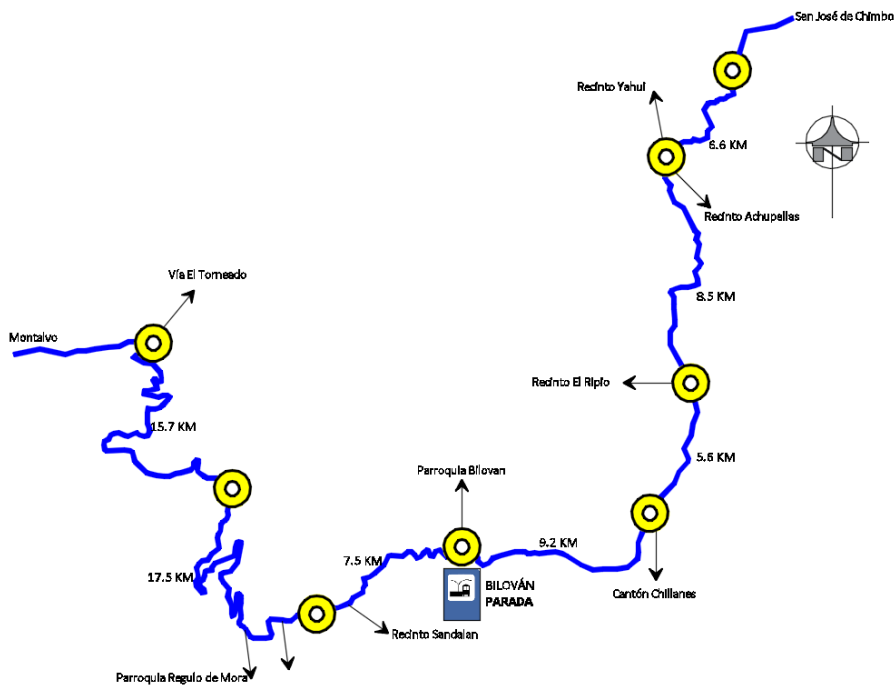 San José de Chimbo
Recinto Yahui
6.6 KM
N
Recinto Achupallas
Vía El Torneado
8.5 KM
Montalvo
Recinto El Ripio
15.7 KM
5.6 KM
Parroquia Bilovan
9.2 KM
7.5 KM
17.5 KM
BILOVÁN
PARADA
Cantón Chillanes
Recinto Sandalan
Parroquia Regulo de Mora